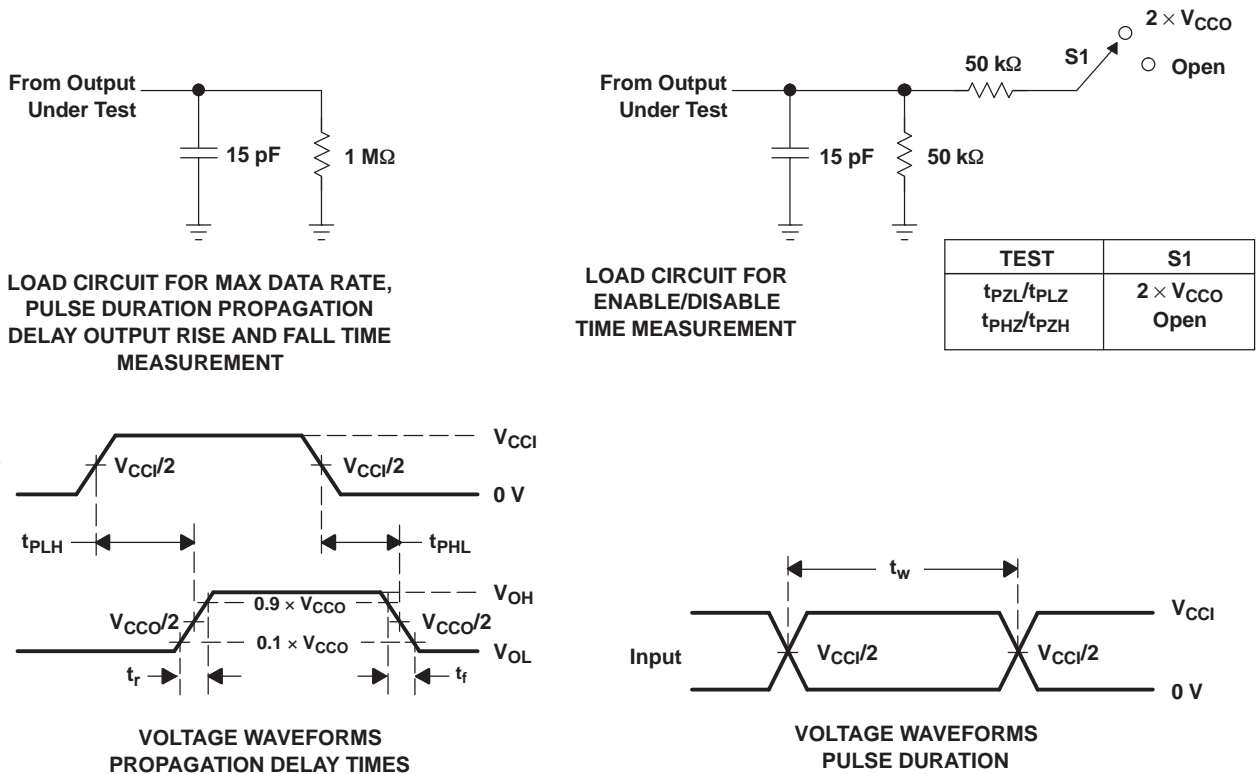 From Output
Under Test
15 pF
1 MΩ
LOAD CIRCUIT FOR MAX DATA RATE,
PULSE DURATION PROPAGATION
DELAY OUTPUT RISE AND FALL TIME
MEASUREMENT
From Output
Under Test
15 pF
50 kΩ
50 kΩ
S1
2 × VCCO
Open
LOAD CIRCUIT FOR
ENABLE/DISABLE
TIME MEASUREMENT
TEST S1
tPZL/tPLZ 2 × VCCO
tPHZ/tPZH Open
VCCI
VCCI/2 VCCI/2
0 V
tPLH tPHL
VOH
0.9 × VCCO
VCCO/2 VCCO/2
0.1 × VCCO
VOL
tr tf
VOLTAGE WAVEFORMS
PROPAGATION DELAY TIMES
tw
VCCI
Input VCCI/2 VCCI/2
0 V
VOLTAGE WAVEFORMS
PULSE DURATION